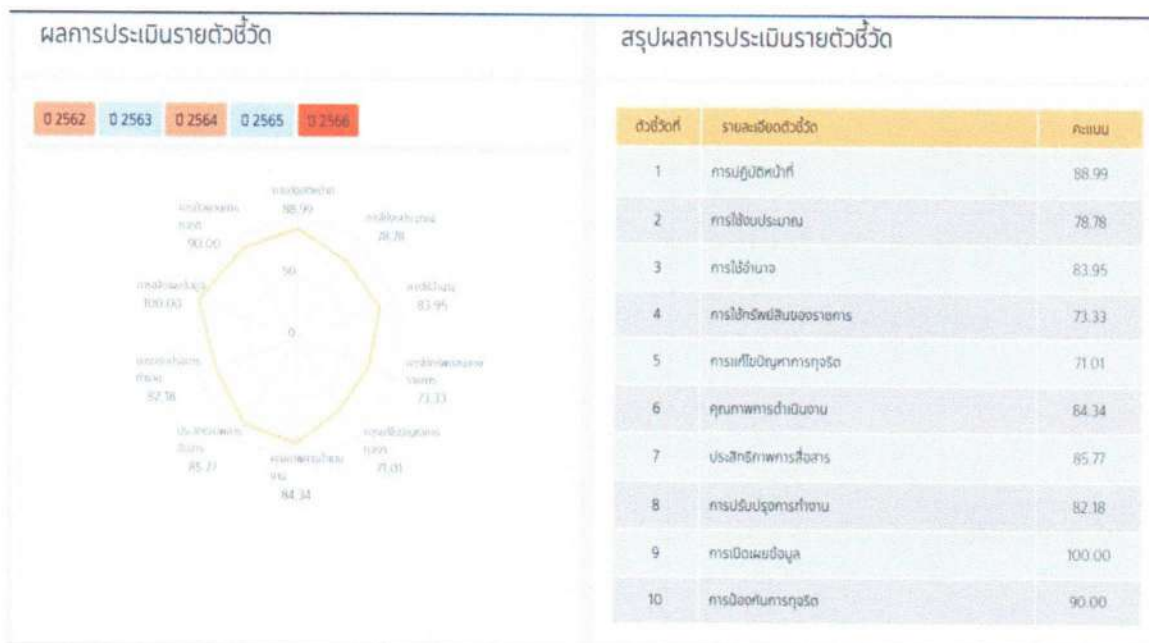 ผลการประเมินรายตัวชี้วัด
ปี 2562 ปี 2563 ปี 2564 ปี 2565 ปี 2566
88.99
78.78
90.00
50
100.00
83.95
0
82.18
73.33
85.77
71.01
84.34
สรุปผลการประเมินรายตัวชี้วัด
ตัวชี้วัดที่ รายละเอียดตัวชี้วัด คะแนน
1 การปฏิบัติหน้าที่ 88.99
2 การใช้งบประมาณ 78.78
3 การใช้อำนาจ 83.95
4 การใช้ทรัพย์สินของราชการ 73.33
5 การแก้ไขปัญหาการทุจริต 71.01
6 คุณภาพการดำเนินงาน 84.34
7 ประสิทธิภาพการสื่อสาร 85.77
8 การปรับปรุงการทำงาน 82.18
9 การเปิดเผยข้อมูล 100.00
10 การป้องกันการทุจริต 90.00